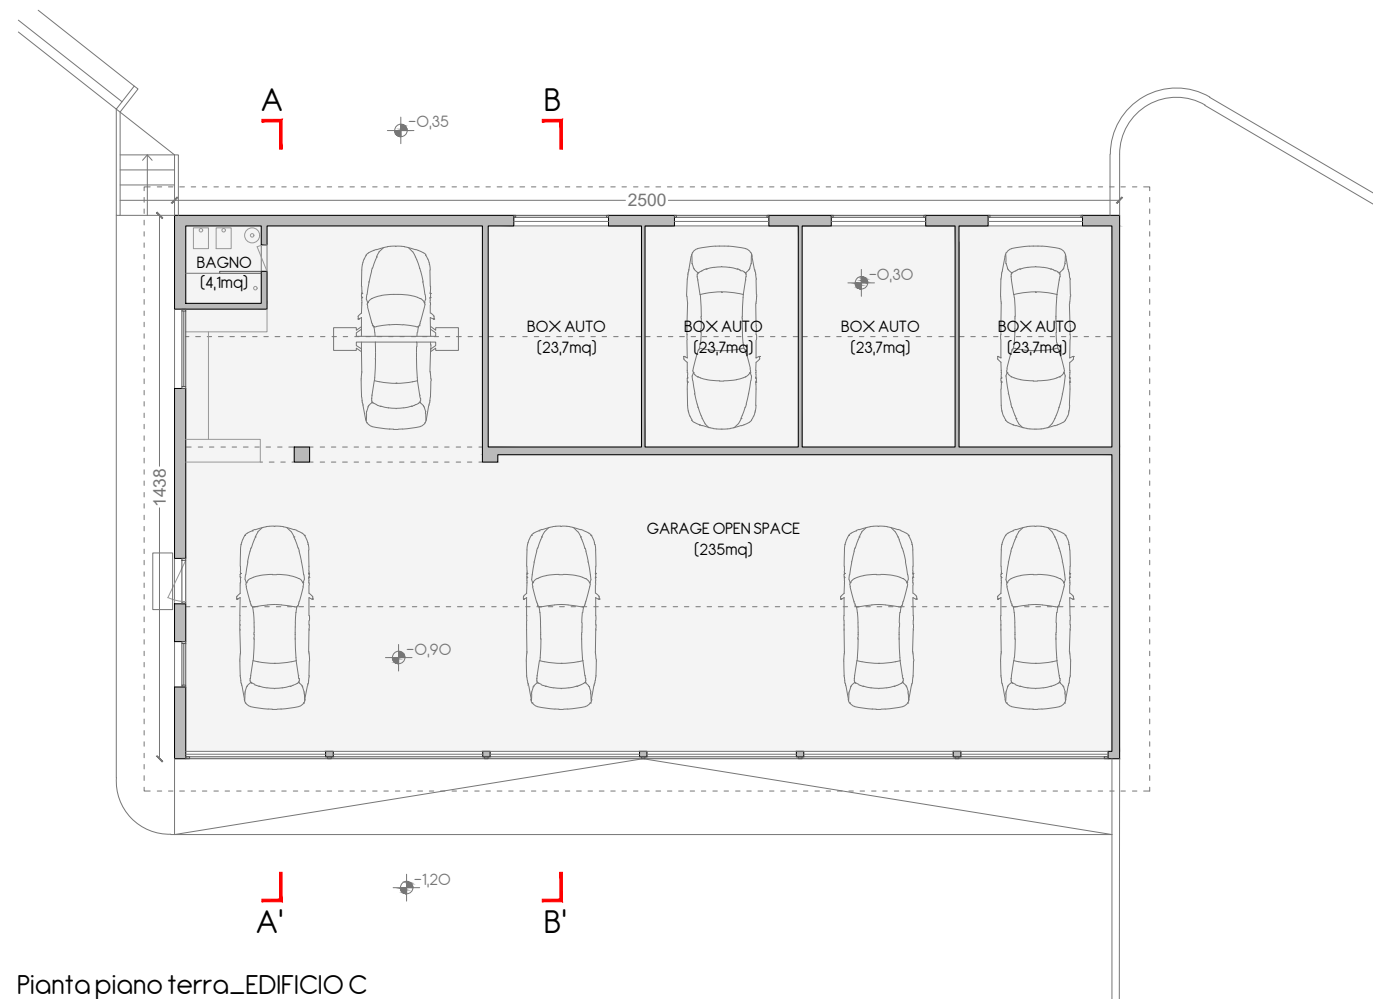 A
B
-0,35
2500
BAGNO
(4,1mq)
-0,30
BOX AUTO
(23,7mq)
BOX AUTO
(23,7mq)
BOX AUTO
(23,7mq)
BOX AUTO
(23,7mq)
1438
GARAGE OPEN SPACE
(235mq)
-0,90
-1,20
A'
B'
Pianta piano terra_EDIFICIO C